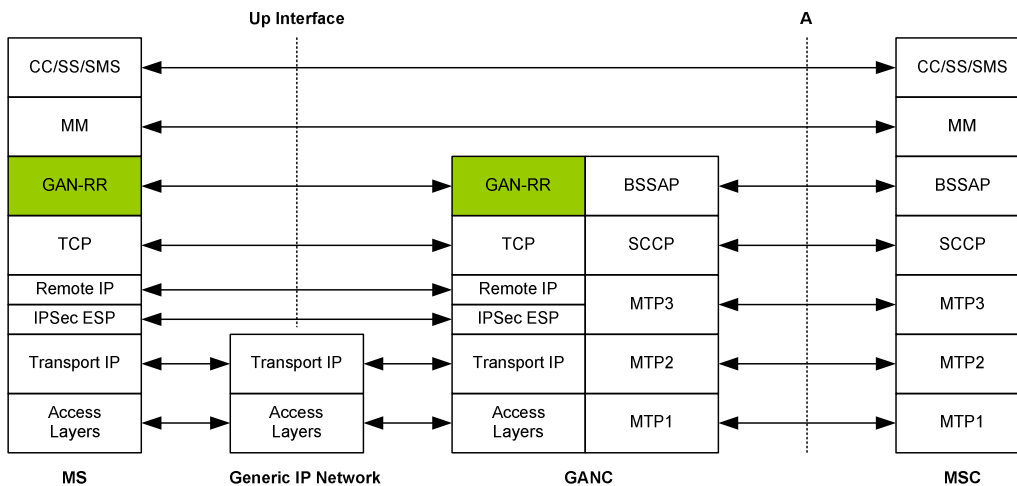 Up Interface
A
CC/SS/SMS
CC/SS/SMS
MM
MM
GAN-RR
GAN-RR
BSSAP
BSSAP
TCP
TCP
SCCP
SCCP
Remote IP
Remote IP
MTP3
MTP3
IPSec ESP
IPSec ESP
Transport IP
Transport IP
Transport IP
MTP2
MTP2
Access
Layers
Access
Layers
Access
Layers
MTP1
MTP1
MS
Generic IP Network
GANC
MSC